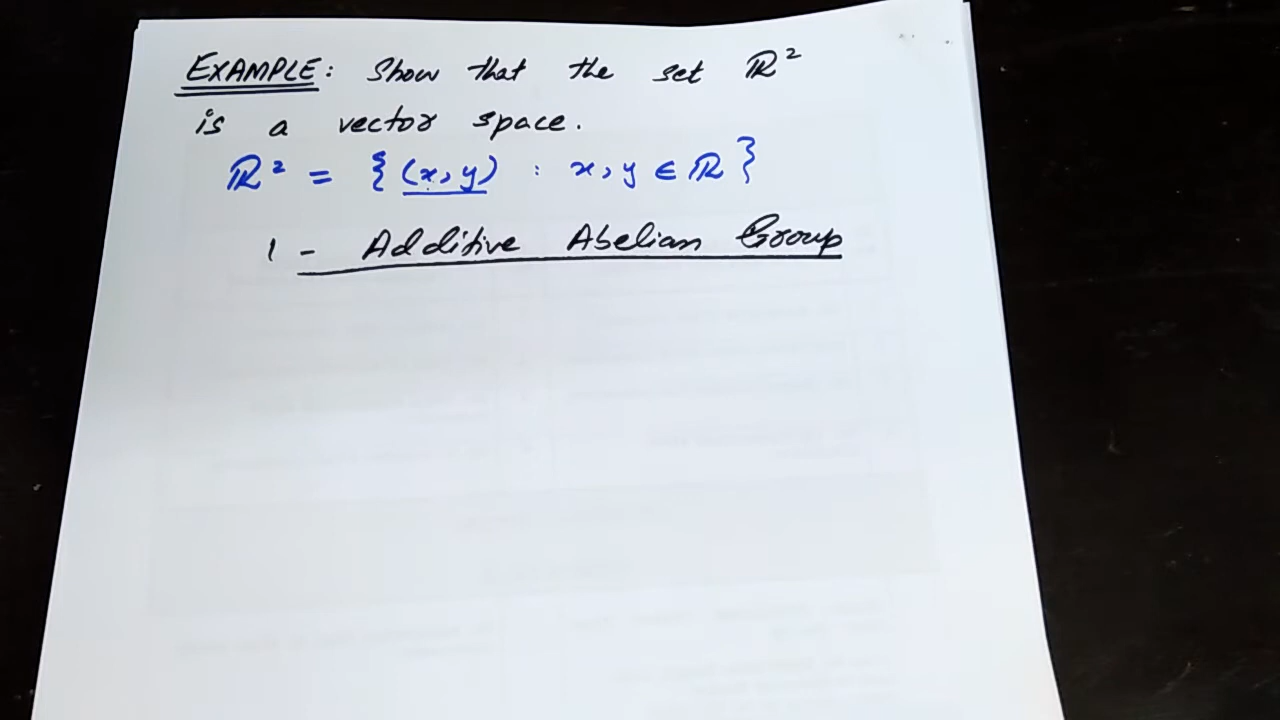 EXAMPLE: Show that the set ℝ²
is a vector space.
ℝ² = {(x, y) : x, y ∈ ℝ}
1 - Additive Abelian Group